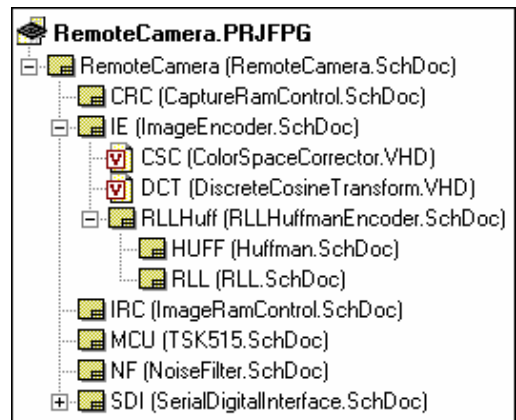 RemoteCamera.PRJFPG
RemoteCamera (RemoteCamera.SchDoc)
CRC (CaptureRamControl.SchDoc)
IE (ImageEncoder.SchDoc)
V CSC (ColorSpaceCorrector.VHD)
V DCT (DiscreteCosineTransform.VHD)
RLLHuff (RLLHuffmanEncoder.SchDoc)
HUFF (Huffman.SchDoc)
RLL (RLL.SchDoc)
IRC (ImageRamControl.SchDoc)
MCU (TSK515.SchDoc)
NF (NoiseFilter.SchDoc)
SDI (SerialDigitalInterface.SchDoc)